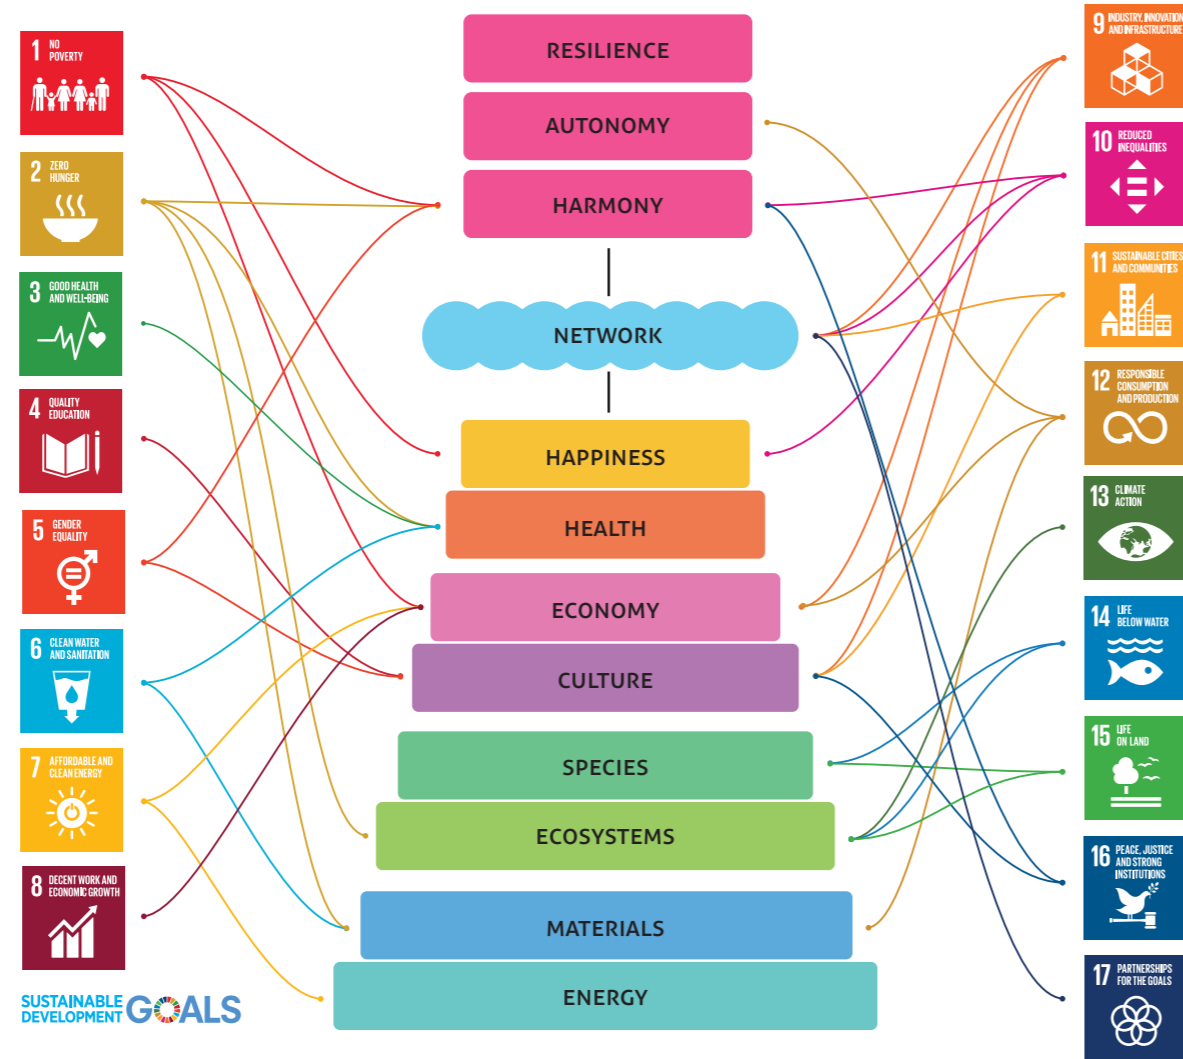 1 NO
POVERTY
2 ZERO
HUNGER
3 GOOD HEALTH
AND WELL-BEING
4 QUALITY
EDUCATION
5 GENDER
EQUALITY
6 CLEAN WATER
AND SANITATION
7 AFFORDABLE AND
CLEAN ENERGY
8 DECENT WORK AND
ECONOMIC GROWTH
SUSTAINABLE
DEVELOPMENT
GOALS
RESILIENCE
AUTONOMY
HARMONY
NETWORK
HAPPINESS
HEALTH
ECONOMY
CULTURE
SPECIES
ECOSYSTEMS
MATERIALS
ENERGY
9 INDUSTRY, INNOVATION
AND INFRASTRUCTURE
10 REDUCED
INEQUALITIES
11 SUSTAINABLE CITIES
AND COMMUNITIES
12 RESPONSIBLE
CONSUMPTION
AND PRODUCTION
13 CLIMATE
ACTION
14 LIFE
BELOW WATER
15 LIFE
ON LAND
16 PEACE, JUSTICE
AND STRONG
INSTITUTIONS
17 PARTNERSHIPS
FOR THE GOALS